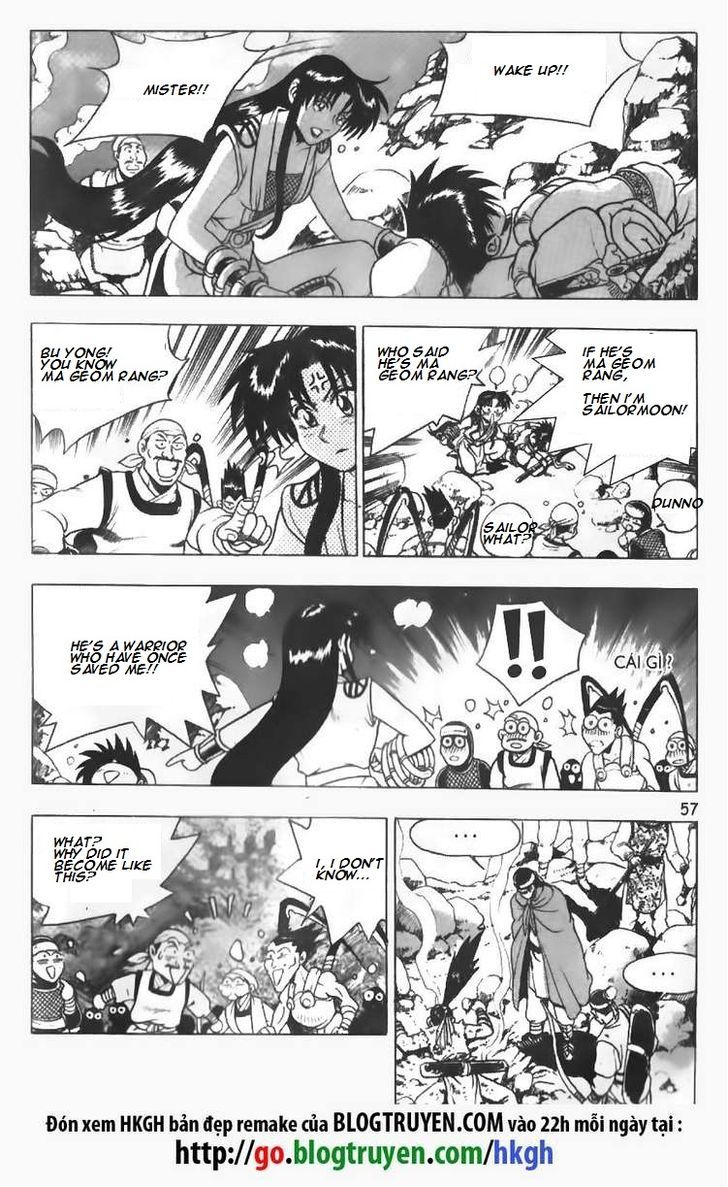 MISTER!!
WAKE UP!!
BU YONG!
YOU KNOW
MA GEOM RANG?
WHO SAID
HE'S MA
GEOM RANG?
IF HE'S
MA GEOM
RANG,
THEN I'M
SAILORMOON!
SAILOR
WHAT?
DUNNO
HE'S A WARRIOR
WHO HAVE ONCE
SAVED ME!!
!!
CÁI GÌ?
57
WHAT?
WHY DID IT
BECOME LIKE
THIS?
I, I DON'T
KNOW...
...
...
Đón xem HKGH bản đẹp remake của BLOGTRUYEN.COM vào 22h mỗi ngày tại :
http://go.blogtruyen.com/hkgh